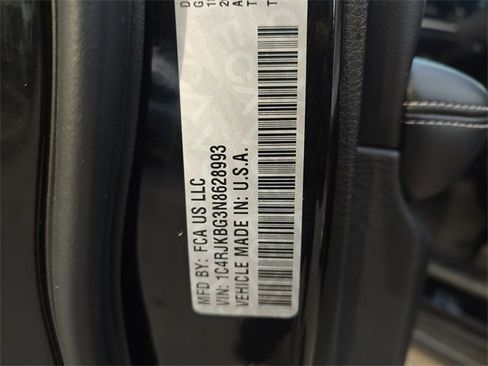 MFD BY: FCA US LLC
VIN: 1C4RJKBG3N8628993
VEHICLE MADE IN: U.S.A.